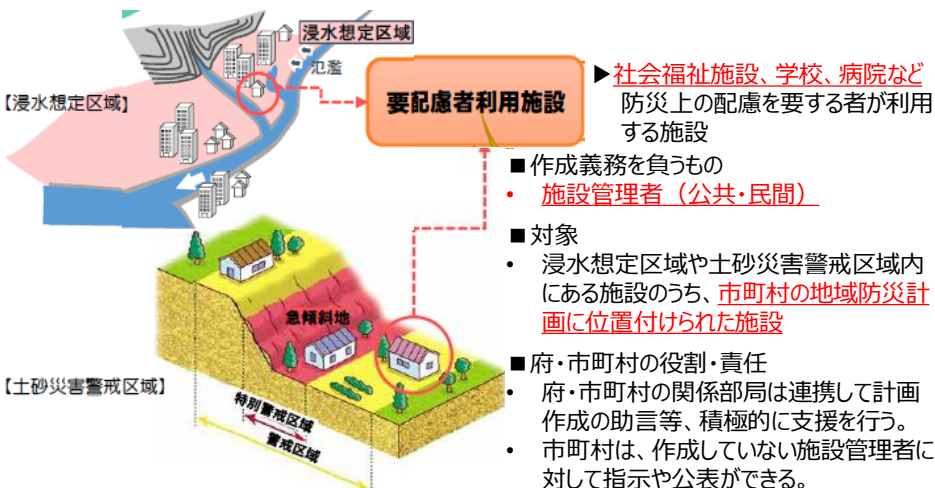 浸水想定区域
氾濫
【浸水想定区域】
要配慮者利用施設
▶社会福祉施設、学校、病院など
防災上の配慮を要する者が利用
する施設
■作成義務を負うもの
• 施設管理者（公共・民間）
■対象
• 浸水想定区域や土砂災害警戒区域内
にある施設のうち、市町村の地域防災計
画に位置付けられた施設
急傾斜地
【土砂災害警戒区域】
特別警戒区域
警戒区域
■府・市町村の役割・責任
• 府・市町村の関係部局は連携して計画
作成の助言等、積極的に支援を行う。
• 市町村は、作成していない施設管理者に
対して指示や公表ができる。